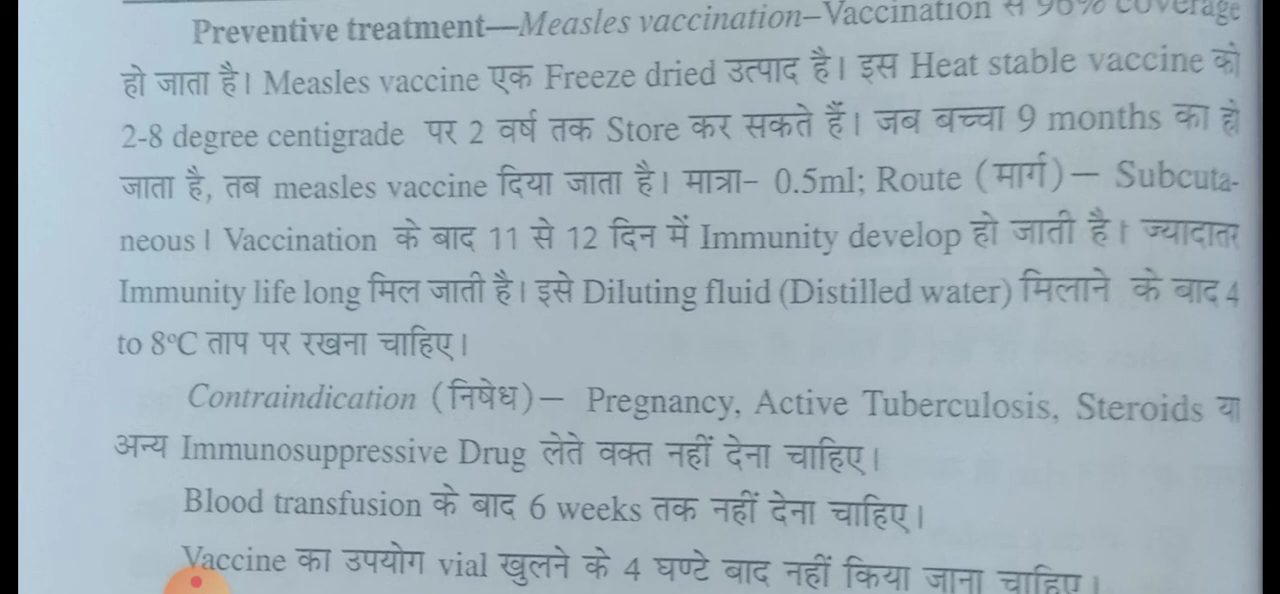 Preventive treatment—Measles vaccination–Vaccination से 96% coverage
हो जाता है। Measles vaccine एक Freeze dried उत्पाद है। इस Heat stable vaccine को
2-8 degree centigrade पर 2 वर्ष तक Store कर सकते हैं। जब बच्चा 9 months का हो
जाता है, तब measles vaccine दिया जाता है। मात्रा– 0.5ml; Route (मार्ग)— Subcuta-
neous। Vaccination के बाद 11 से 12 दिन में Immunity develop हो जाती है। ज्यादातर
Immunity life long मिल जाती है। इसे Diluting fluid (Distilled water) मिलाने के बाद 4
to 8°C ताप पर रखना चाहिए।
Contraindication (निषेध)— Pregnancy, Active Tuberculosis, Steroids या
अन्य Immunosuppressive Drug लेते वक्त नहीं देना चाहिए।
Blood transfusion के बाद 6 weeks तक नहीं देना चाहिए।
Vaccine का उपयोग vial खुलने के 4 घण्टे बाद नहीं किया जाना चाहिए।